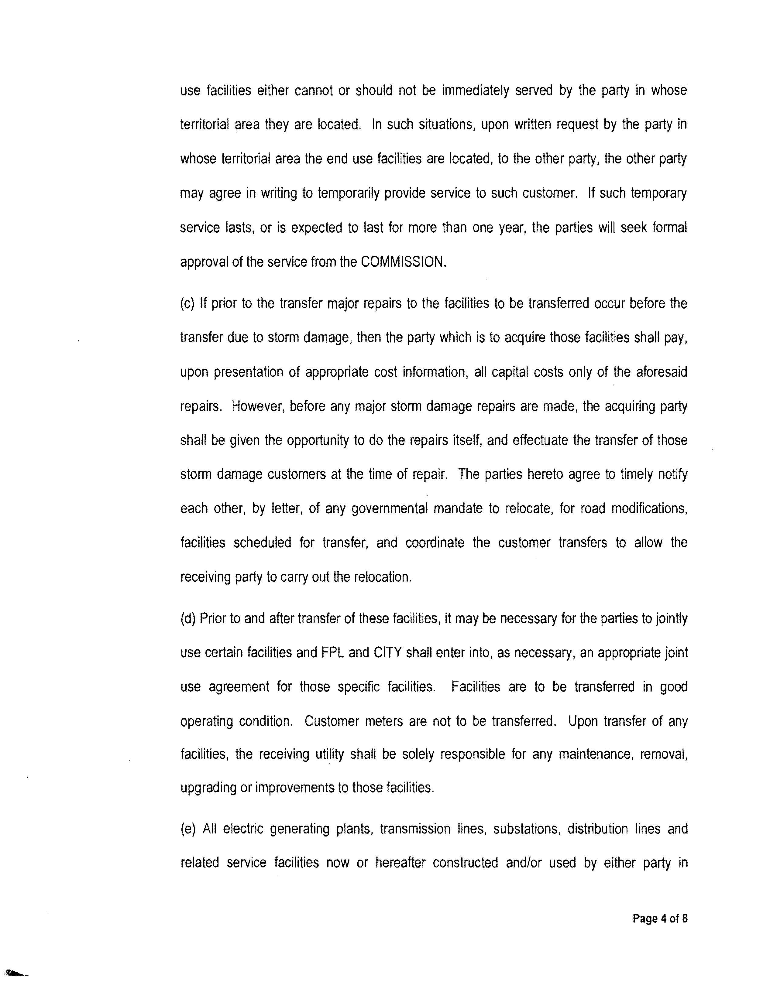 use facilities either cannot or should not be immediately served by the party in whose
territorial area they are located. In such situations, upon written request by the party in
whose territorial area the end use facilities are located, to the other party, the other party
may agree in writing to temporarily provide service to such customer. If such temporary
service lasts, or is expected to last for more than one year, the parties will seek formal
approval of the service from the COMMISSION.
(c) If prior to the transfer major repairs to the facilities to be transferred occur before the
transfer due to storm damage, then the party which is to acquire those facilities shall pay,
upon presentation of appropriate cost information, all capital costs only of the aforesaid
repairs. However, before any major storm damage repairs are made, the acquiring party
shall be given the opportunity to do the repairs itself, and effectuate the transfer of those
storm damage customers at the time of repair. The parties hereto agree to timely notify
each other, by letter, of any governmental mandate to relocate, for road modifications,
facilities scheduled for transfer, and coordinate the customer transfers to allow the
receiving party to carry out the relocation.
(d) Prior to and after transfer of these facilities, it may be necessary for the parties to jointly
use certain facilities and FPL and CITY shall enter into, as necessary, an appropriate joint
use agreement for those specific facilities. Facilities are to be transferred in good
operating condition. Customer meters are not to be transferred. Upon transfer of any
facilities, the receiving utility shall be solely responsible for any maintenance, removal,
upgrading or improvements to those facilities.
(e) All electric generating plants, transmission lines, substations, distribution lines and
related service facilities now or hereafter constructed and/or used by either party in
Page 4 of 8